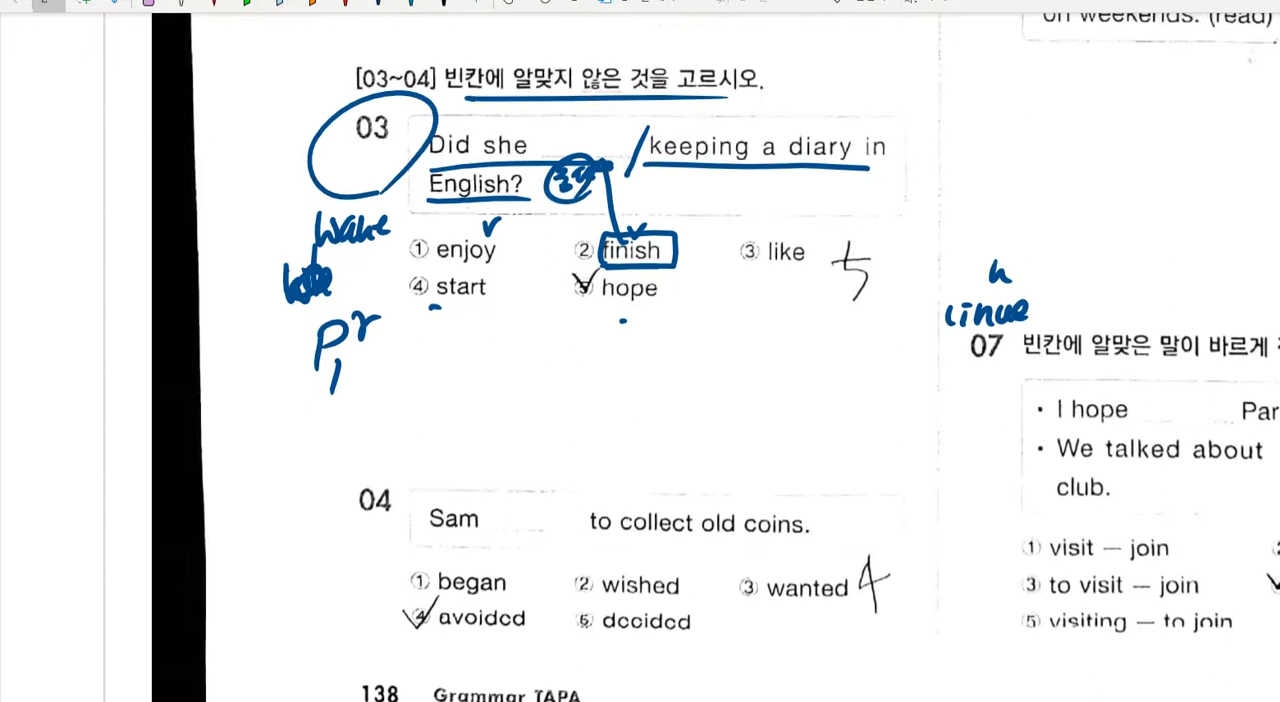 on weekends. (read)
[03~04] 빈칸에 알맞지 않은 것을 고르시오.
03
Did she / keeping a diary in
English?
wake
① enjoy ② finish ③ like 5
④ start ⑤ hope
04
Sam to collect old coins.
① began ② wished ③ wanted 4
④ avoided ⑤ decided
138 Grammar TAPA
07 빈칸에 알맞은 말이 바르게
• I hope Par
• We talked about
club.
① visit — join
③ to visit — join
⑤ visiting — to join